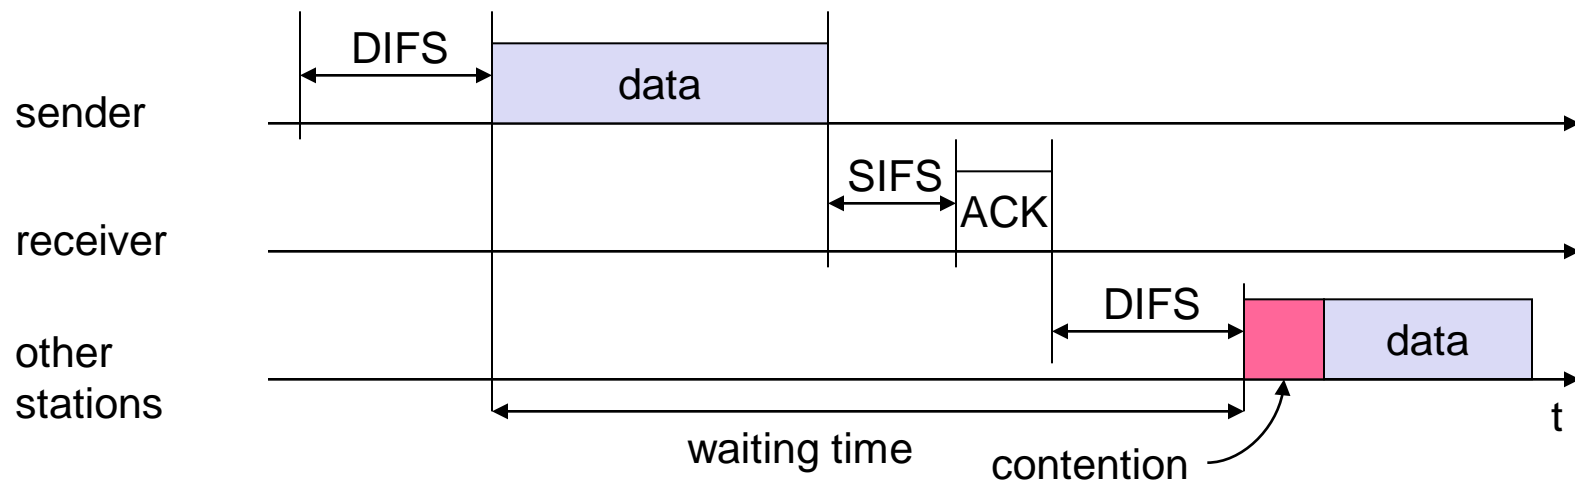 DIFS
data
sender
SIFS
ACK
receiver
DIFS
data
other
stations
t
waiting time
contention